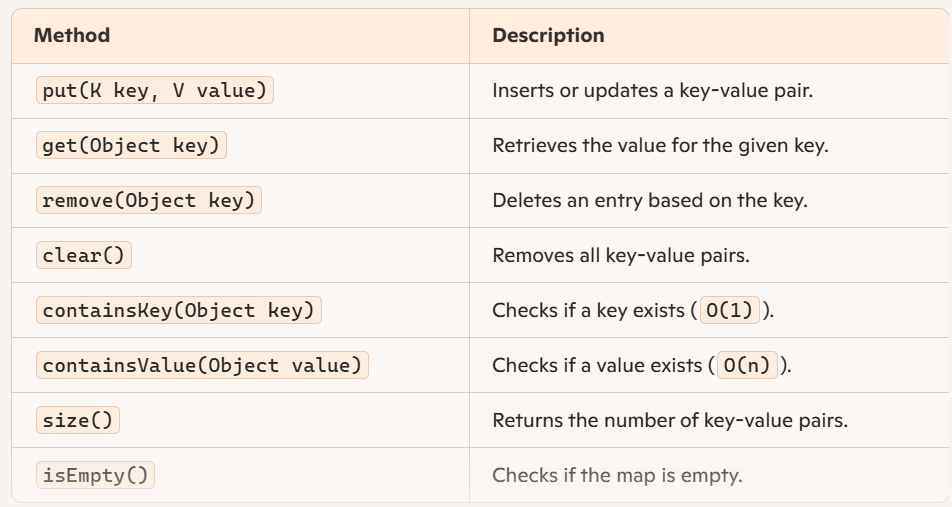 Method Description
put(K key, V value) Inserts or updates a key-value pair.
get(Object key) Retrieves the value for the given key.
remove(Object key) Deletes an entry based on the key.
clear() Removes all key-value pairs.
containsKey(Object key) Checks if a key exists ( O(1) ).
containsValue(Object value) Checks if a value exists ( O(n) ).
size() Returns the number of key-value pairs.
isEmpty() Checks if the map is empty.